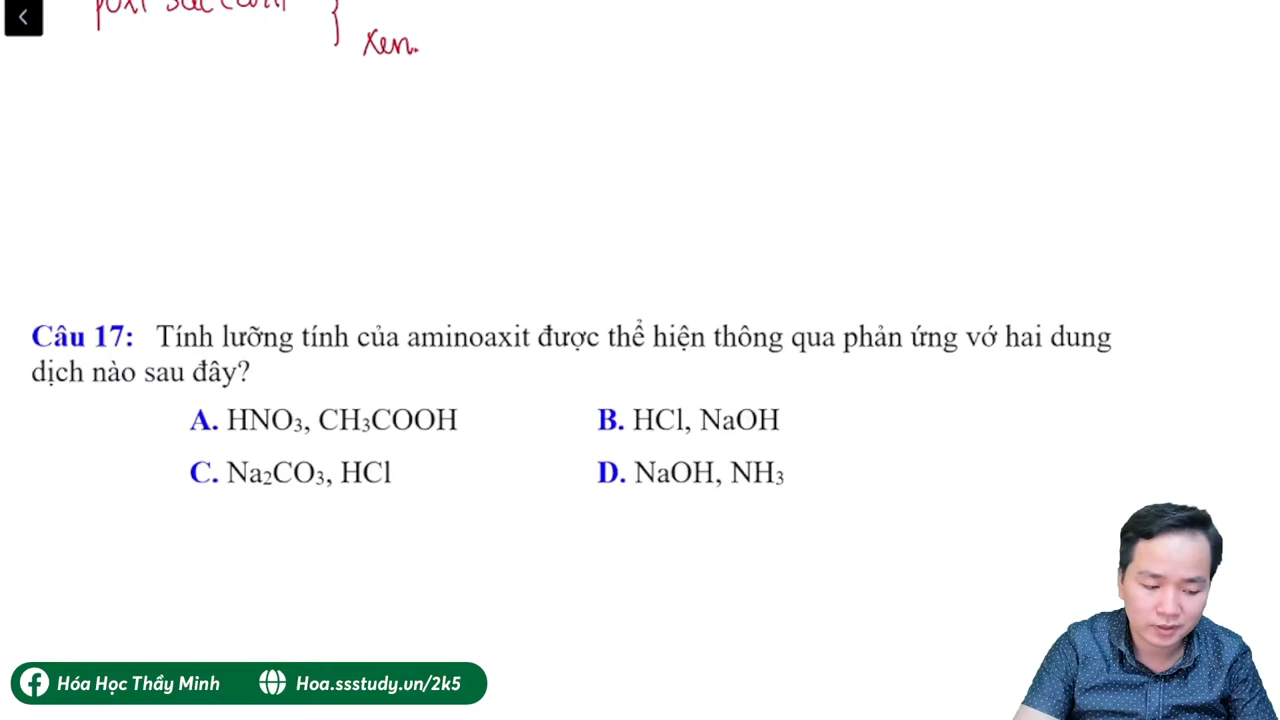 xen.
Câu 17: Tính lưỡng tính của aminoaxit được thể hiện thông qua phản ứng vớ hai dung
dịch nào sau đây?
A. HNO₃, CH₃COOH
B. HCl, NaOH
C. Na₂CO₃, HCl
D. NaOH, NH₃
Hóa Học Thầy Minh
Hoa.ssstudy.vn/2k5